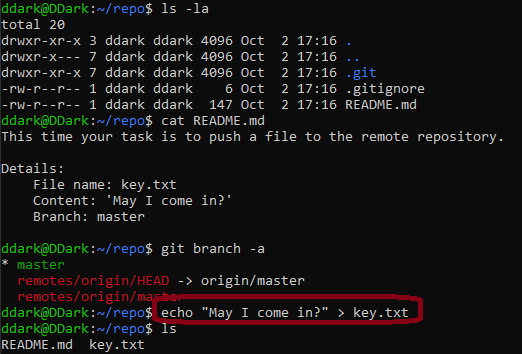 ddark@DDark:~/repo$ ls -la
total 20
drwxr-xr-x 3 ddark ddark 4096 Oct  2 17:16 .
drwxr-x--- 7 ddark ddark 4096 Oct  2 17:16 ..
drwxr-xr-x 7 ddark ddark 4096 Oct  2 17:16 .git
-rw-r--r-- 1 ddark ddark    6 Oct  2 17:16 .gitignore
-rw-r--r-- 1 ddark ddark  147 Oct  2 17:16 README.md
ddark@DDark:~/repo$ cat README.md
This time your task is to push a file to the remote repository.
Details:
    File name: key.txt
    Content: 'May I come in?'
    Branch: master
ddark@DDark:~/repo$ git branch -a
* master
  remotes/origin/HEAD -> origin/master
  remotes/origin/master
ddark@DDark:~/repo$ echo "May I come in?" > key.txt
ddark@DDark:~/repo$ ls
README.md  key.txt